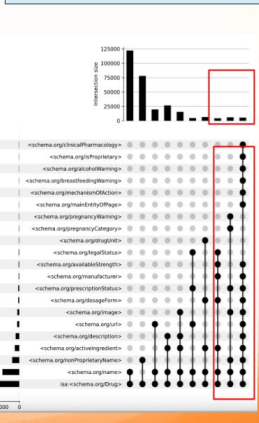 125000
100000
75000
50000
25000
0
Intersection size
<schema.org/clinicalPharmacology>
<schema.org/isProprietary>
<schema.org/alcoholWarning>
<schema.org/breastfeedingWarning>
<schema.org/mechanismOfAction>
<schema.org/mainEntityOfPage>
<schema.org/pregnancyWarning>
<schema.org/pregnancyCategory>
<schema.org/drugUnit>
<schema.org/legalStatus>
<schema.org/availableStrength>
<schema.org/manufacturer>
<schema.org/prescriptionStatus>
<schema.org/dosageForm>
<schema.org/image>
<schema.org/url>
<schema.org/description>
<schema.org/activeIngredient>
<schema.org/nonProprietaryName>
<schema.org/name>
isa:<schema.org/Drug>
000 0